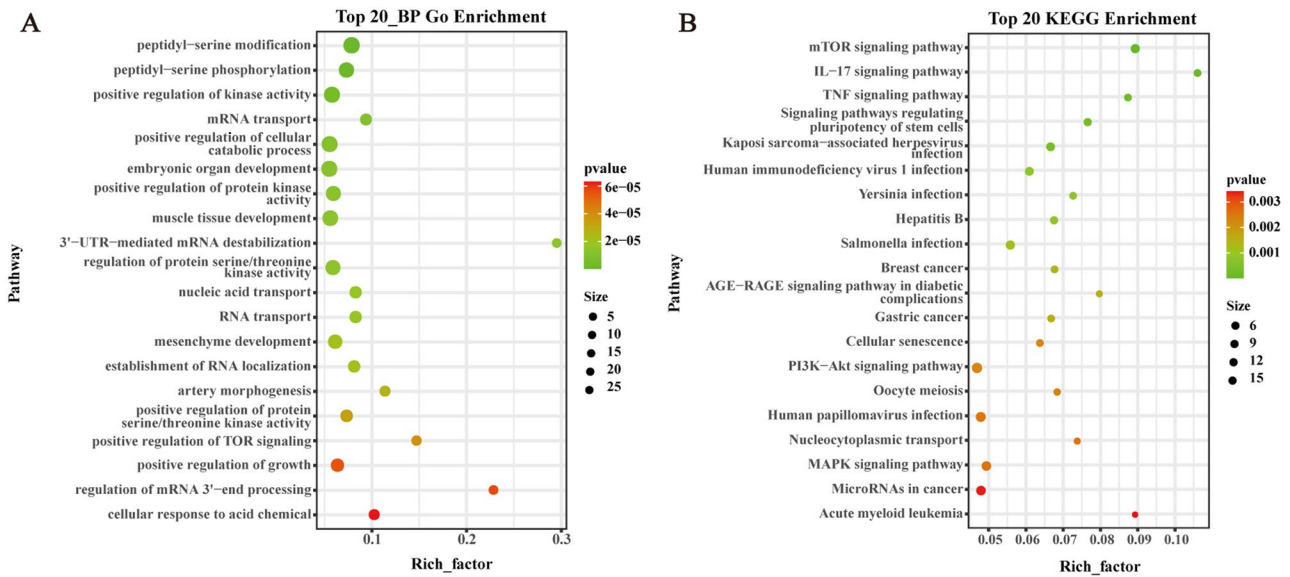 A
Top 20_BP Go Enrichment
peptidyl−serine modification
peptidyl−serine phosphorylation
positive regulation of kinase activity
mRNA transport
positive regulation of cellular
catabolic process
embryonic organ development
positive regulation of protein kinase
activity
muscle tissue development
3'−UTR−mediated mRNA destabilization
regulation of protein serine/threonine
kinase activity
nucleic acid transport
RNA transport
mesenchyme development
establishment of RNA localization
artery morphogenesis
positive regulation of protein
serine/threonine kinase activity
positive regulation of TOR signaling
positive regulation of growth
regulation of mRNA 3'−end processing
cellular response to acid chemical
Pathway
0.1 0.2 0.3
Rich_factor
pvalue
6e−05
4e−05
2e−05
Size
5
10
15
20
25
B
Top 20 KEGG Enrichment
mTOR signaling pathway
IL−17 signaling pathway
TNF signaling pathway
Signaling pathways regulating
pluripotency of stem cells
Kaposi sarcoma−associated herpesvirus
infection
Human immunodeficiency virus 1 infection
Yersinia infection
Hepatitis B
Salmonella infection
Breast cancer
AGE−RAGE signaling pathway in diabetic
complications
Gastric cancer
Cellular senescence
PI3K−Akt signaling pathway
Oocyte meiosis
Human papillomavirus infection
Nucleocytoplasmic transport
MAPK signaling pathway
MicroRNAs in cancer
Acute myeloid leukemia
Pathway
0.05 0.06 0.07 0.08 0.09 0.10
Rich_factor
pvalue
0.003
0.002
0.001
Size
6
9
12
15